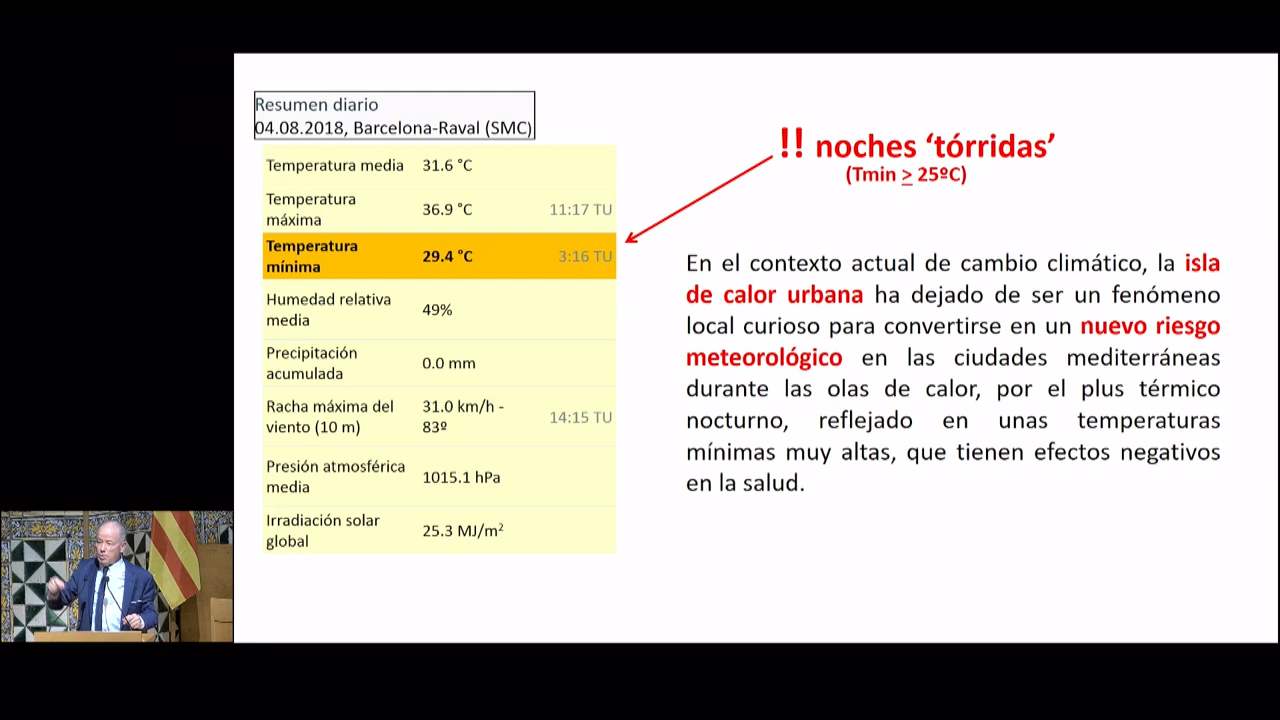 Resumen diario
04.08.2018, Barcelona-Raval (SMC)
Temperatura media 31.6 °C
Temperatura
máxima 36.9 °C 11:17 TU
Temperatura
mínima 29.4 °C 3:16 TU
Humedad relativa
media 49%
Precipitación
acumulada 0.0 mm
Racha máxima del
viento (10 m) 31.0 km/h -
83º 14:15 TU
Presión atmosférica
media 1015.1 hPa
Irradiación solar
global 25.3 MJ/m²
!! noches ‘tórridas’
(Tmin ≥ 25ºC)
En el contexto actual de cambio climático, la isla
de calor urbana ha dejado de ser un fenómeno
local curioso para convertirse en un nuevo riesgo
meteorológico en las ciudades mediterráneas
durante las olas de calor, por el plus térmico
nocturno, reflejado en unas temperaturas
mínimas muy altas, que tienen efectos negativos
en la salud.